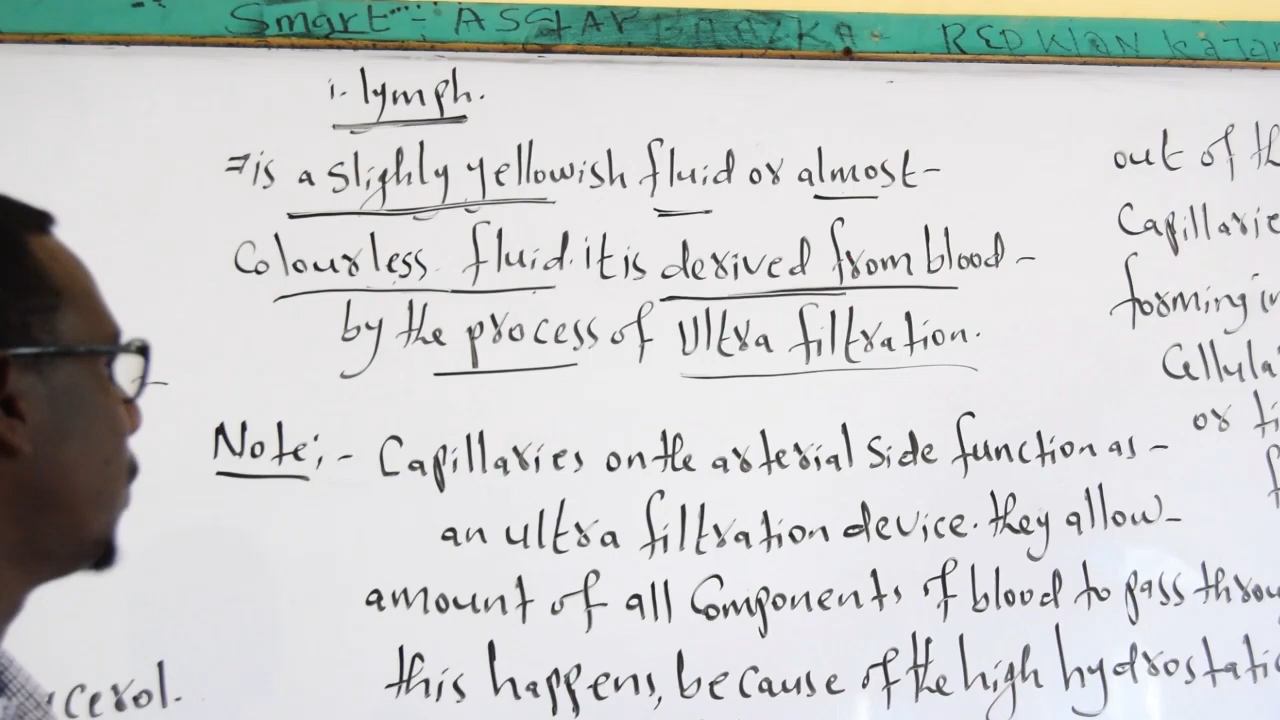 Smart
i. lymph.
⇒ is a slighly yellowish fluid or almost-
Colourless fluid. it is derived from blood-
by the process of Ultra filtration.
Note;- Capillaries on the arterial side function as -
an ultra filtration device. they allow-
amount of all Components of blood to pass throu
this happens, because of the high hydrostati
cerol.
out of th
Capillarie
forming in
Cellula
or ti
f